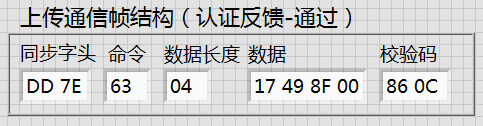 上传通信帧结构（认证反馈-通过）
同步字头 命令 数据长度 数据 校验码
DD 7E 63 04 17 49 8F 00 86 0C